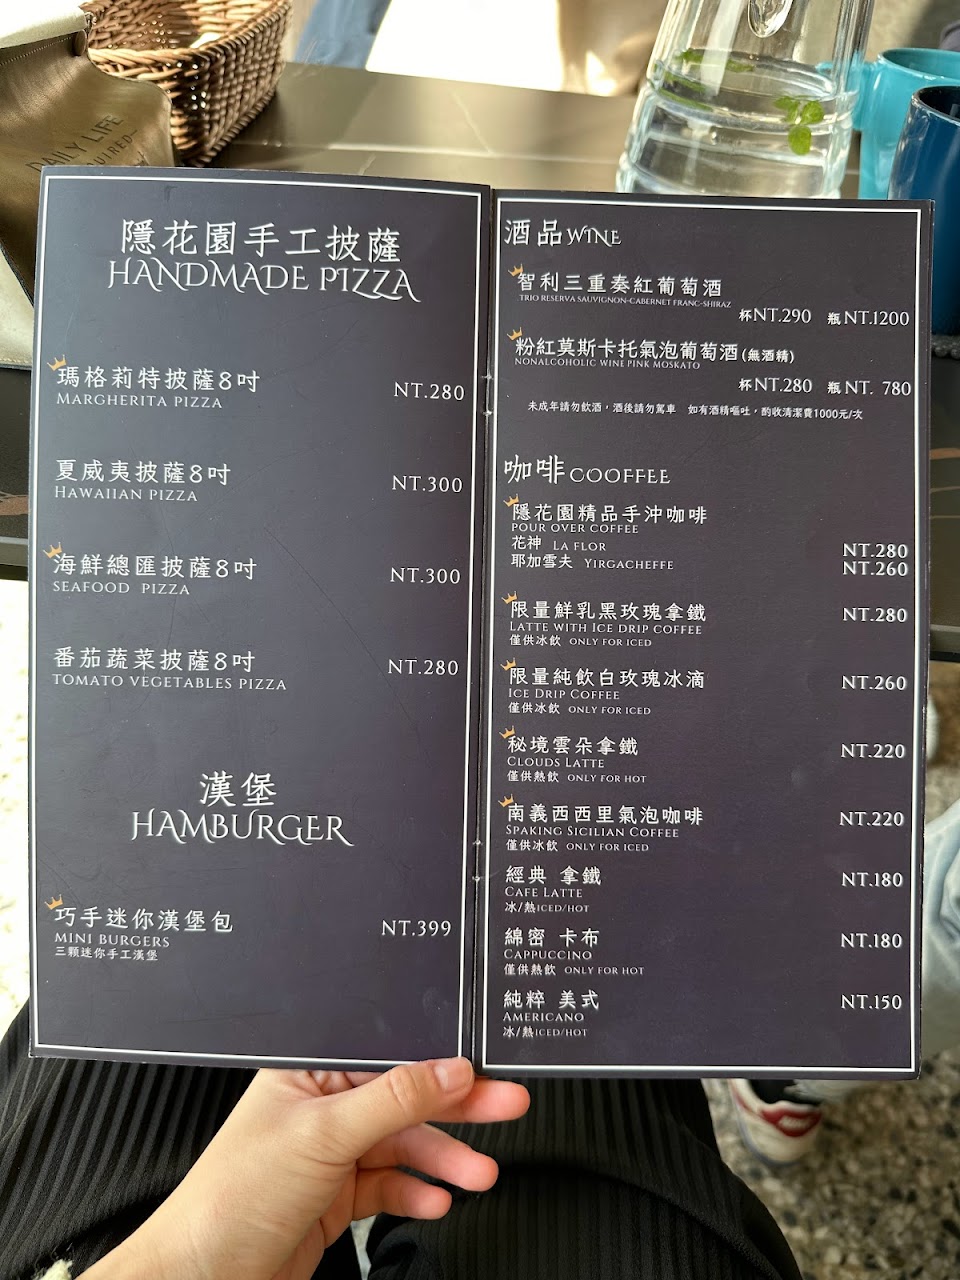 DAILY LIFE
隱花園手工披薩
HANDMADE PIZZA
瑪格莉特披薩8吋
MARGHERITA PIZZA
NT.280
夏威夷披薩8吋
HAWAIIAN PIZZA
NT.300
海鮮總匯披薩8吋
SEAFOOD PIZZA
NT.300
番茄蔬菜披薩8吋
TOMATO VEGETABLES PIZZA
NT.280
漢堡
HAMBURGER
巧手迷你漢堡包
MINI BURGERS
三顆迷你手工漢堡
NT.399
酒品 WINE
智利三重奏紅葡萄酒
TRIO RESERVA SAUVIGNON-CABERNET FRANC-SHIRAZ
杯NT.290 瓶NT.1200
粉紅莫斯卡托氣泡葡萄酒(無酒精)
NONALCOHOLIC WINE PINK MOSKATO
杯NT.280 瓶NT. 780
未成年請勿飲酒，酒後請勿駕車 如有酒精嘔吐，酌收清潔費1000元/次
咖啡 COOFFEE
隱花園精品手沖咖啡
POUR OVER COFFEE
花神 LA FLOR
NT.280
耶加雪夫 YIRGACHEFFE
NT.260
限量鮮乳黑玫瑰拿鐵
LATTE WITH ICE DRIP COFFEE
僅供冰飲 ONLY FOR ICED
NT.280
限量純飲白玫瑰冰滴
ICE DRIP COFFEE
僅供冰飲 ONLY FOR ICED
NT.260
秘境雲朵拿鐵
CLOUDS LATTE
僅供熱飲 ONLY FOR HOT
NT.220
南義西西里氣泡咖啡
SPAKING SICILIAN COFFEE
僅供冰飲 ONLY FOR ICED
NT.220
經典 拿鐵
CAFE LATTE
冰/熱ICED/HOT
NT.180
綿密 卡布
CAPPUCCINO
僅供熱飲 ONLY FOR HOT
NT.180
純粹 美式
AMERICANO
冰/熱ICED/HOT
NT.150